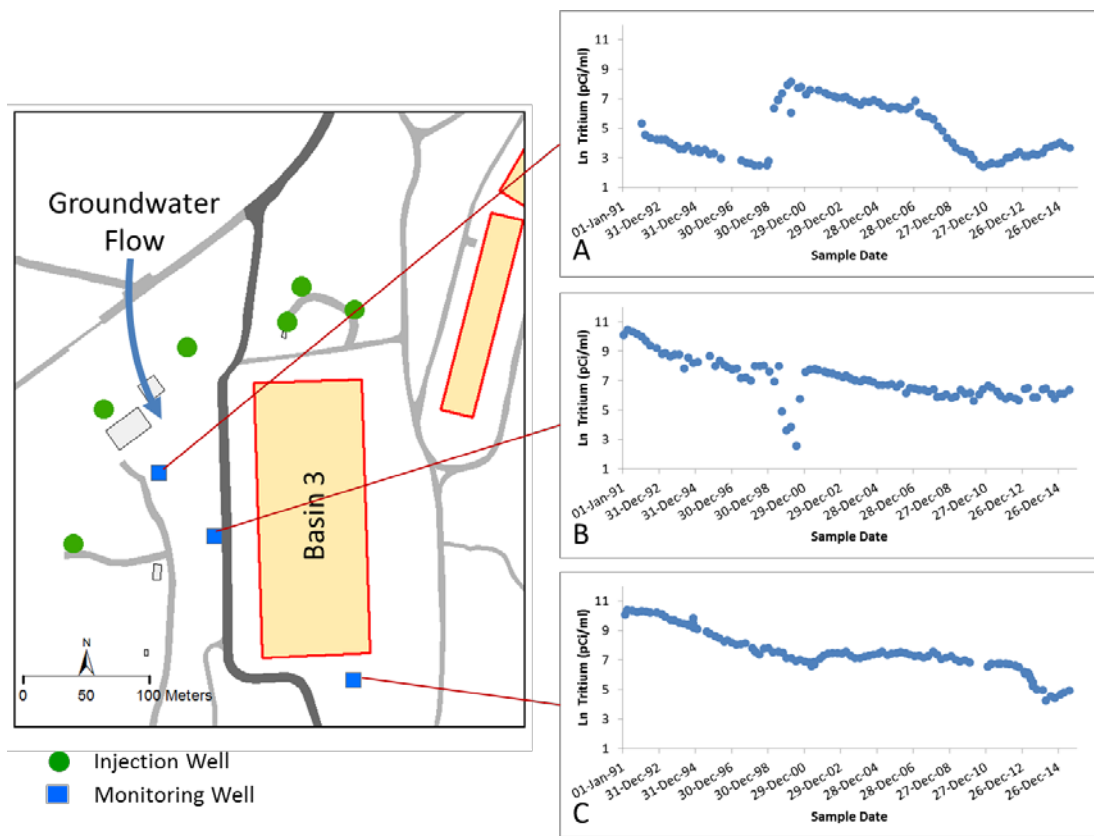 Groundwater
Flow
Basin 3
N
0 50 100 Meters
Injection Well
Monitoring Well
11
9
7
5
3
1
Ln Tritium (pCi/ml)
01-Jan-91
31-Dec-92
31-Dec-94
30-Dec-96
30-Dec-98
29-Dec-00
29-Dec-02
28-Dec-04
28-Dec-06
27-Dec-08
27-Dec-10
26-Dec-12
26-Dec-14
Sample Date
A
11
9
7
5
3
1
Ln Tritium (pCi/ml)
01-Jan-91
31-Dec-92
31-Dec-94
30-Dec-96
30-Dec-98
29-Dec-00
29-Dec-02
28-Dec-04
28-Dec-06
27-Dec-08
27-Dec-10
26-Dec-12
26-Dec-14
Sample Date
B
11
9
7
5
3
1
Ln Tritium (pCi/ml)
01-Jan-91
31-Dec-92
31-Dec-94
30-Dec-96
30-Dec-98
29-Dec-00
29-Dec-02
28-Dec-04
28-Dec-06
27-Dec-08
27-Dec-10
26-Dec-12
26-Dec-14
Sample Date
C